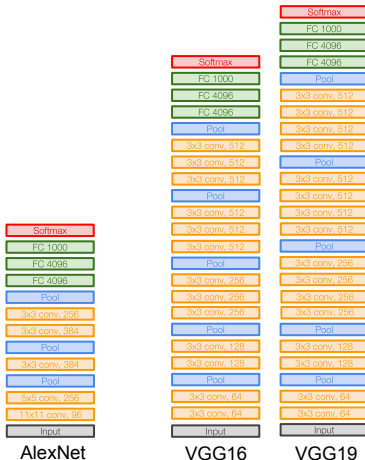 Softmax
FC 1000
FC 4096
FC 4096
Pool
3x3 conv, 256
3x3 conv, 384
Pool
3x3 conv, 384
Pool
5x5 conv, 256
11x11 conv, 96
Input
AlexNet
Softmax
FC 1000
FC 4096
FC 4096
Pool
3x3 conv, 512
3x3 conv, 512
3x3 conv, 512
Pool
3x3 conv, 512
3x3 conv, 512
3x3 conv, 512
Pool
3x3 conv, 256
3x3 conv, 256
3x3 conv, 256
Pool
3x3 conv, 128
3x3 conv, 128
Pool
3x3 conv, 64
3x3 conv, 64
Input
VGG16
Softmax
FC 1000
FC 4096
FC 4096
Pool
3x3 conv, 512
3x3 conv, 512
3x3 conv, 512
3x3 conv, 512
Pool
3x3 conv, 512
3x3 conv, 512
3x3 conv, 512
3x3 conv, 512
Pool
3x3 conv, 256
3x3 conv, 256
3x3 conv, 256
3x3 conv, 256
Pool
3x3 conv, 128
3x3 conv, 128
Pool
3x3 conv, 64
3x3 conv, 64
Input
VGG19